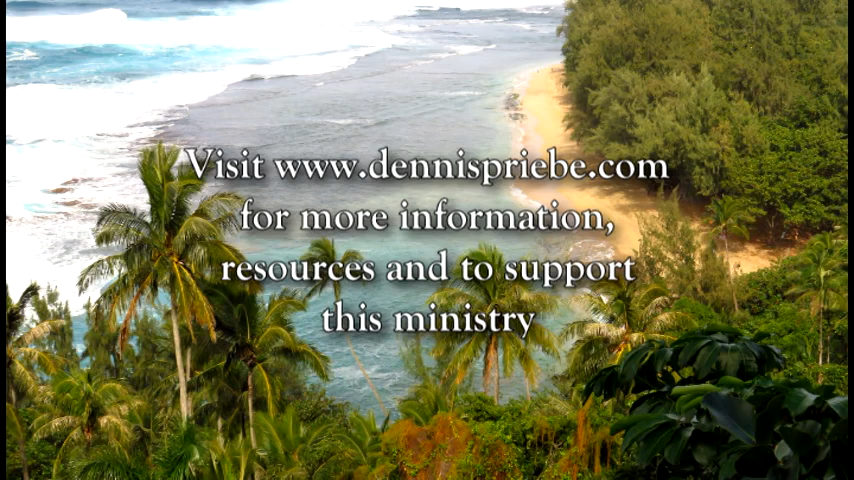 Visit www.dennispriebe.com
for more information,
resources and to support
this ministry